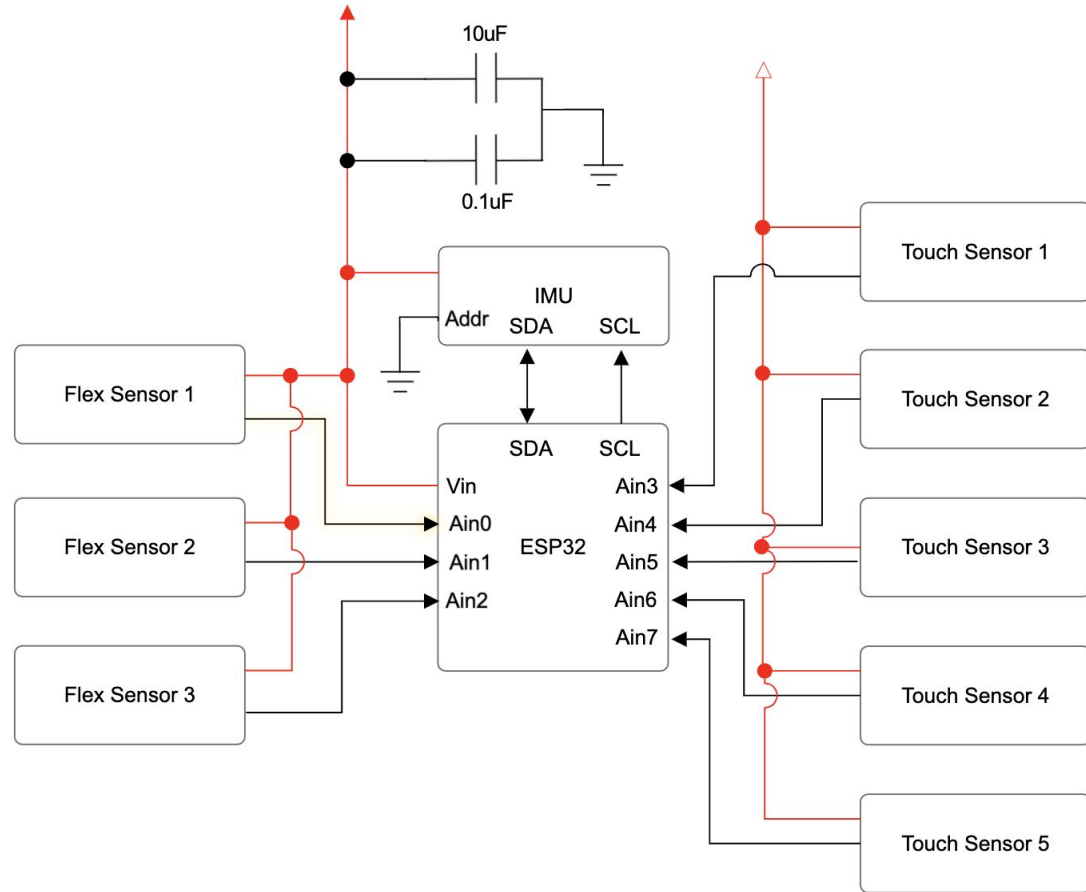 10uF
0.1uF
IMU
Addr
SDA
SCL
Flex Sensor 1
Flex Sensor 2
Flex Sensor 3
SDA
SCL
Vin
Ain0
Ain1
Ain2
ESP32
Ain3
Ain4
Ain5
Ain6
Ain7
Touch Sensor 1
Touch Sensor 2
Touch Sensor 3
Touch Sensor 4
Touch Sensor 5